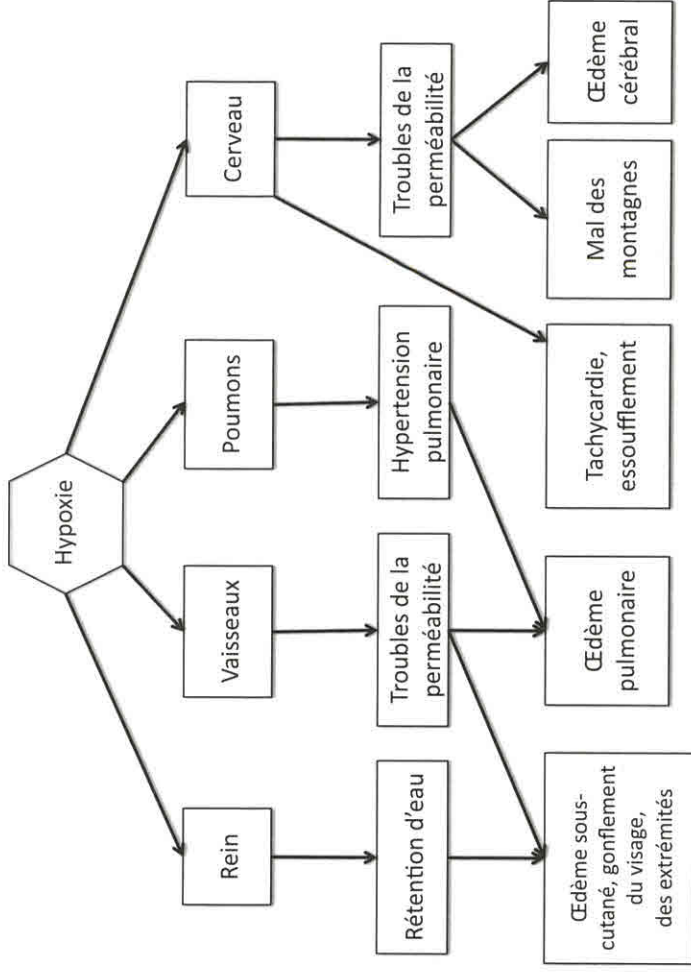 Hypoxie
Rein
Vaisseaux
Poumons
Cerveau
Rétention d'eau
Troubles de la
perméabilité
Hypertension
pulmonaire
Troubles de la
perméabilité
Œdème sous-
cutané, gonflement
du visage,
des extrémités
Œdème
pulmonaire
Tachycardie,
essoufflement
Mal des
montagnes
Œdème
cérébral